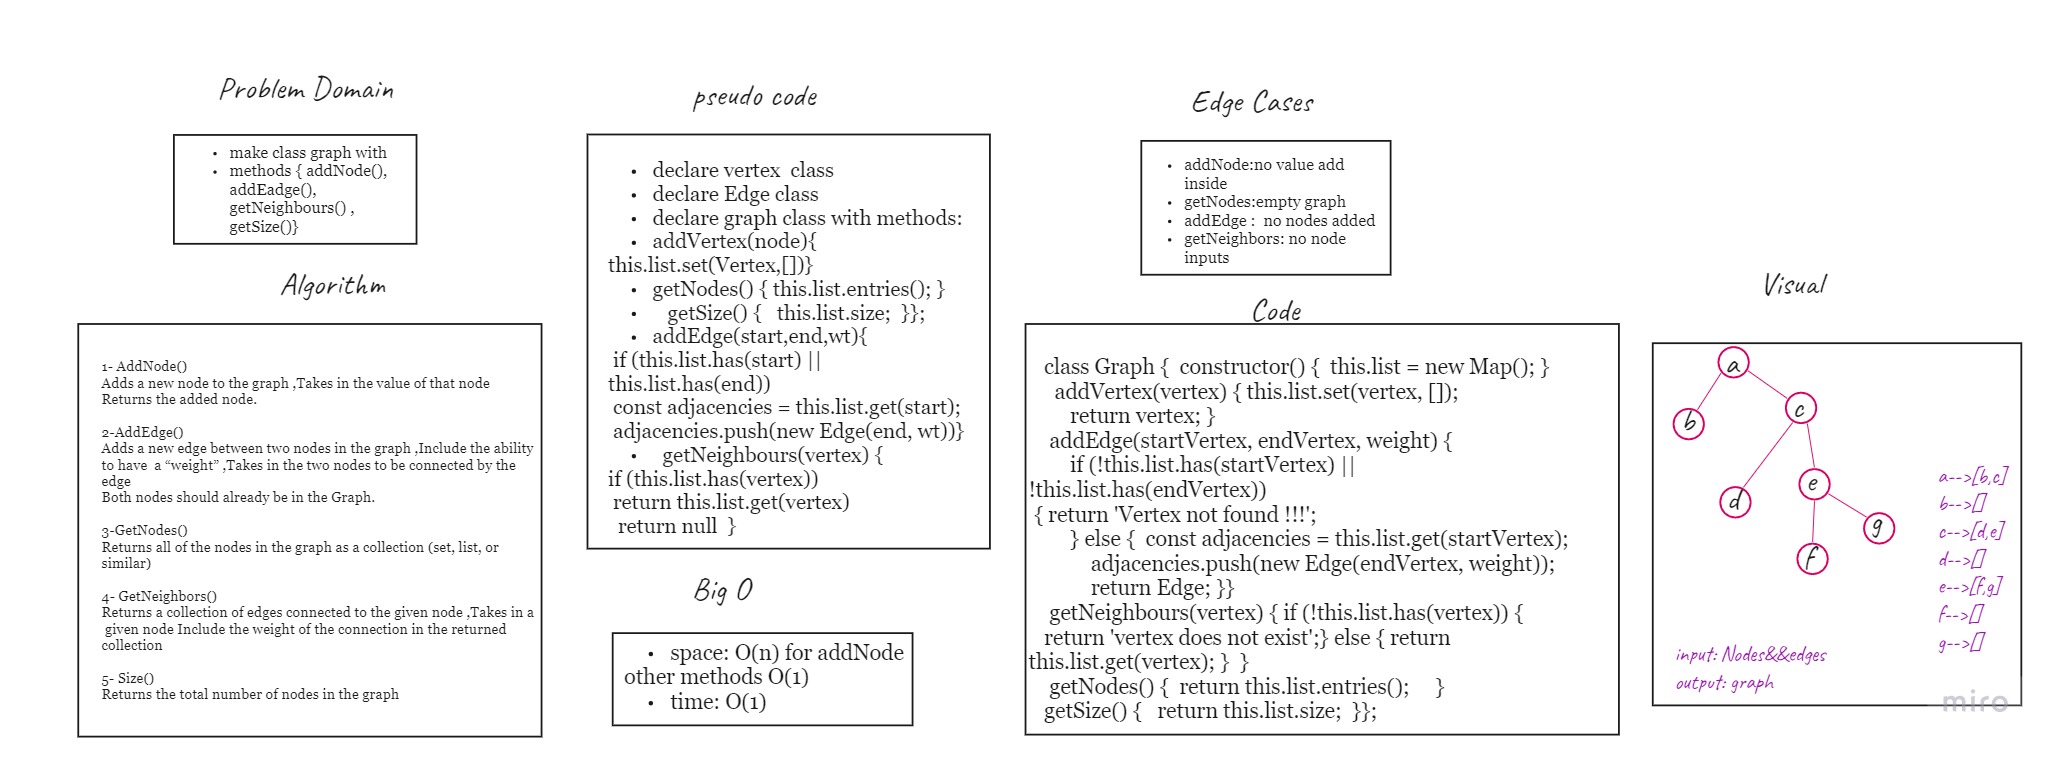 Problem Domain
• make class graph with
• methods { addNode(),
addEadge(),
getNeighbours() ,
getSize()}
Algorithm
1- AddNode()
Adds a new node to the graph ,Takes in the value of that node
Returns the added node.
2-AddEdge()
Adds a new edge between two nodes in the graph ,Include the ability
to have a “weight” ,Takes in the two nodes to be connected by the
edge
Both nodes should already be in the Graph.
3-GetNodes()
Returns all of the nodes in the graph as a collection (set, list, or
similar)
4- GetNeighbors()
Returns a collection of edges connected to the given node ,Takes in a
given node Include the weight of the connection in the returned
collection
5- Size()
Returns the total number of nodes in the graph
pseudo code
• declare vertex class
• declare Edge class
• declare graph class with methods:
• addVertex(node){
this.list.set(Vertex,[])}
• getNodes() { this.list.entries(); }
• getSize() { this.list.size; }};
• addEdge(start,end,wt){
if (this.list.has(start) ||
this.list.has(end))
const adjacencies = this.list.get(start);
adjacencies.push(new Edge(end, wt))}
• getNeighbours(vertex) {
if (this.list.has(vertex))
return this.list.get(vertex)
return null }
Big O
• space: O(n) for addNode
other methods O(1)
• time: O(1)
Edge Cases
• addNode:no value add
inside
• getNodes:empty graph
• addEdge : no nodes added
• getNeighbors: no node
inputs
Code
class Graph { constructor() { this.list = new Map(); }
addVertex(vertex) { this.list.set(vertex, []);
return vertex; }
addEdge(startVertex, endVertex, weight) {
if (!this.list.has(startVertex) ||
!this.list.has(endVertex))
{ return 'Vertex not found !!!';
} else { const adjacencies = this.list.get(startVertex);
adjacencies.push(new Edge(endVertex, weight));
return Edge; }}
getNeighbours(vertex) { if (!this.list.has(vertex)) {
return 'vertex does not exist';} else { return
this.list.get(vertex); } }
getNodes() { return this.list.entries(); }
getSize() { return this.list.size; }};
Visual
a
b
c
d
e
f
g
a-->[b,c]
b-->[]
c-->[d,e]
d-->[]
e-->[f,g]
f-->[]
g-->[]
input: Nodes&&edges
output: graph
miro